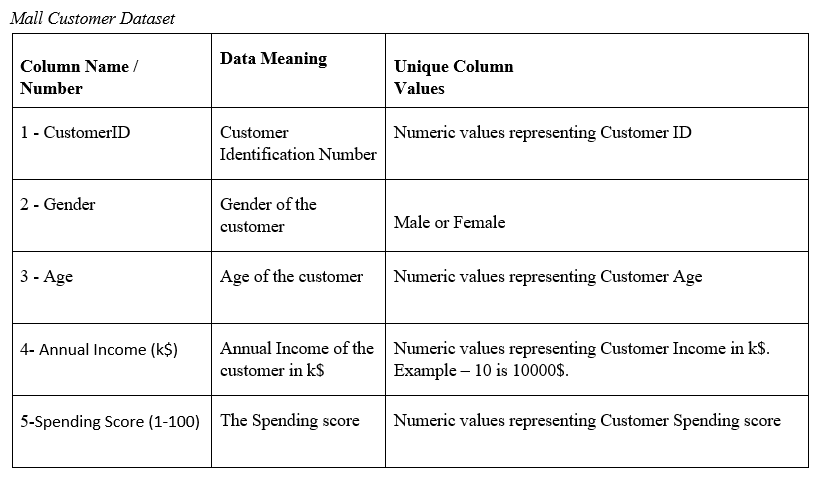 Mall Customer Dataset
Column Name /
Number
Data Meaning
Unique Column
Values
1 - CustomerID
Customer
Identification Number
Numeric values representing Customer ID
2 - Gender
Gender of the
customer
Male or Female
3 - Age
Age of the customer
Numeric values representing Customer Age
4- Annual Income (k$)
Annual Income of the
customer in k$
Numeric values representing Customer Income in k$.
Example – 10 is 10000$.
5-Spending Score (1-100)
The Spending score
Numeric values representing Customer Spending score